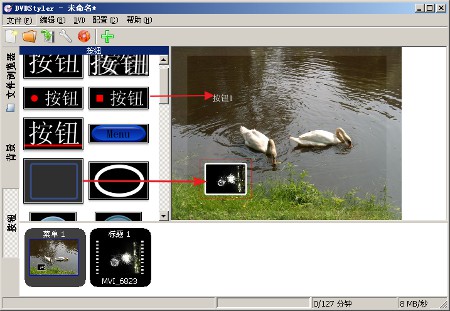 DVDStyler - 未命名*
文件(F) 编辑(E) DVD 配置(C) 帮助(H)
按钮
按钮 按钮
按钮 按钮
按钮 Menu
文件浏览器
背景
按钮
按钮1
菜单 1 标题 1
MVI_6823
0/127 分钟 8 MB/秒